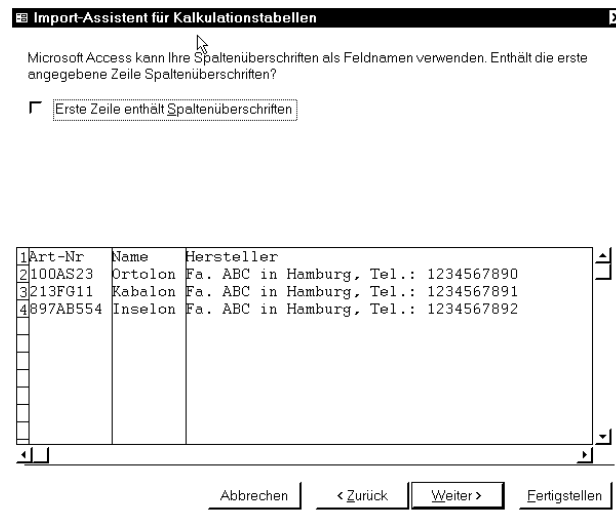 Import-Assistent für Kalkulationstabellen
Microsoft Access kann Ihre Spaltenüberschriften als Feldnamen verwenden. Enthält die erste
angegebene Zeile Spaltenüberschriften?
Erste Zeile enthält Spaltenüberschriften
1 Art-Nr Name Hersteller
2 100AS23 Ortolon Fa. ABC in Hamburg, Tel.: 1234567890
3 213FG11 Kabalon Fa. ABC in Hamburg, Tel.: 1234567891
4 897AB554 Inselon Fa. ABC in Hamburg, Tel.: 1234567892
Abbrechen < Zurück Weiter > Fertigstellen